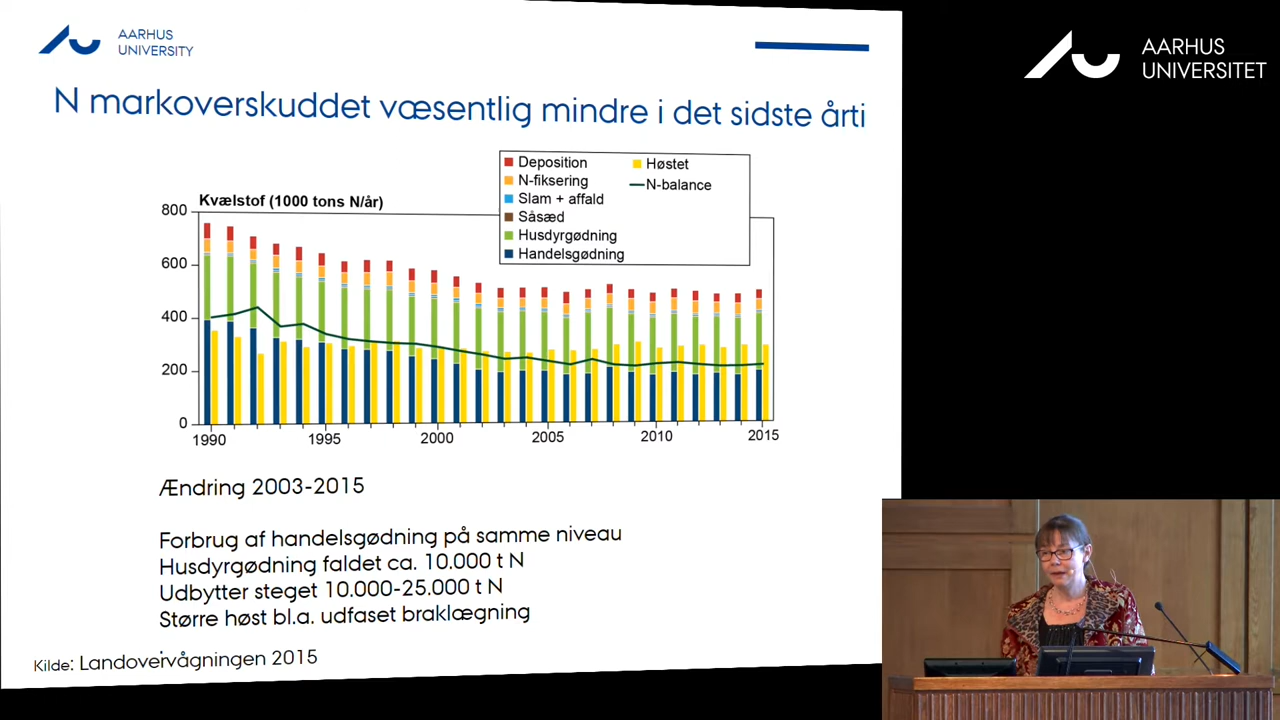 AARHUS
UNIVERSITY
AARHUS
UNIVERSITET
N markoverskuddet væsentlig mindre i det sidste årti
Kvælstof (1000 tons N/år)
Deposition
N-fiksering
Slam + affald
Såsæd
Husdyrgødning
Handelsgødning
Høstet
N-balance
800
600
400
200
0
1990
1995
2000
2005
2010
2015
Ændring 2003-2015
Forbrug af handelsgødning på samme niveau
Husdyrgødning faldet ca. 10.000 t N
Udbytter steget 10.000-25.000 t N
Større høst bl.a. udfaset braklægning
Kilde: Landovervågningen 2015